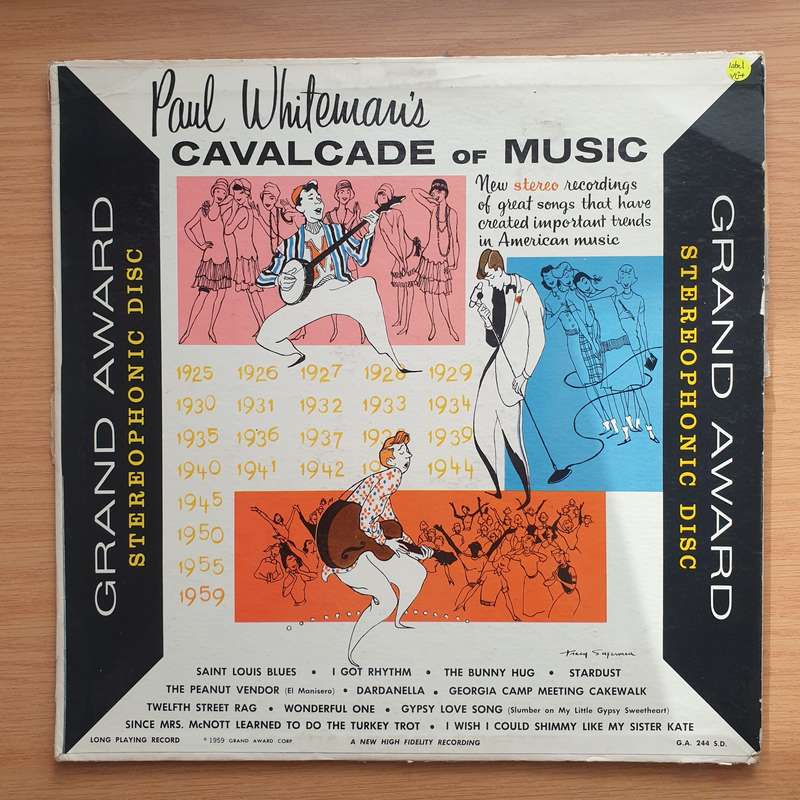 label
VG+
Paul Whiteman's
CAVALCADE OF MUSIC
New stereo recordings
of great songs that have
created important trends
in American music
GRAND AWARD
STEREOPHONIC DISC
GRAND AWARD
STEREOPHONIC DISC
N
1925 1926 1927 1928 1929
1930 1931 1932 1933 1934
1935 1936 1937 1939
1940 1941 1942 1944
1945
1950
1955
1959
SAINT LOUIS BLUES • I GOT RHYTHM • THE BUNNY HUG • STARDUST
THE PEANUT VENDOR (El Manisero) • DARDANELLA • GEORGIA CAMP MEETING CAKEWALK
TWELFTH STREET RAG • WONDERFUL ONE • GYPSY LOVE SONG (Slumber on My Little Gypsy Sweetheart)
SINCE MRS. McNOTT LEARNED TO DO THE TURKEY TROT • I WISH I COULD SHIMMY LIKE MY SISTER KATE
LONG PLAYING RECORD © 1959 GRAND AWARD CORP. A NEW HIGH FIDELITY RECORDING G.A. 244 S.D.